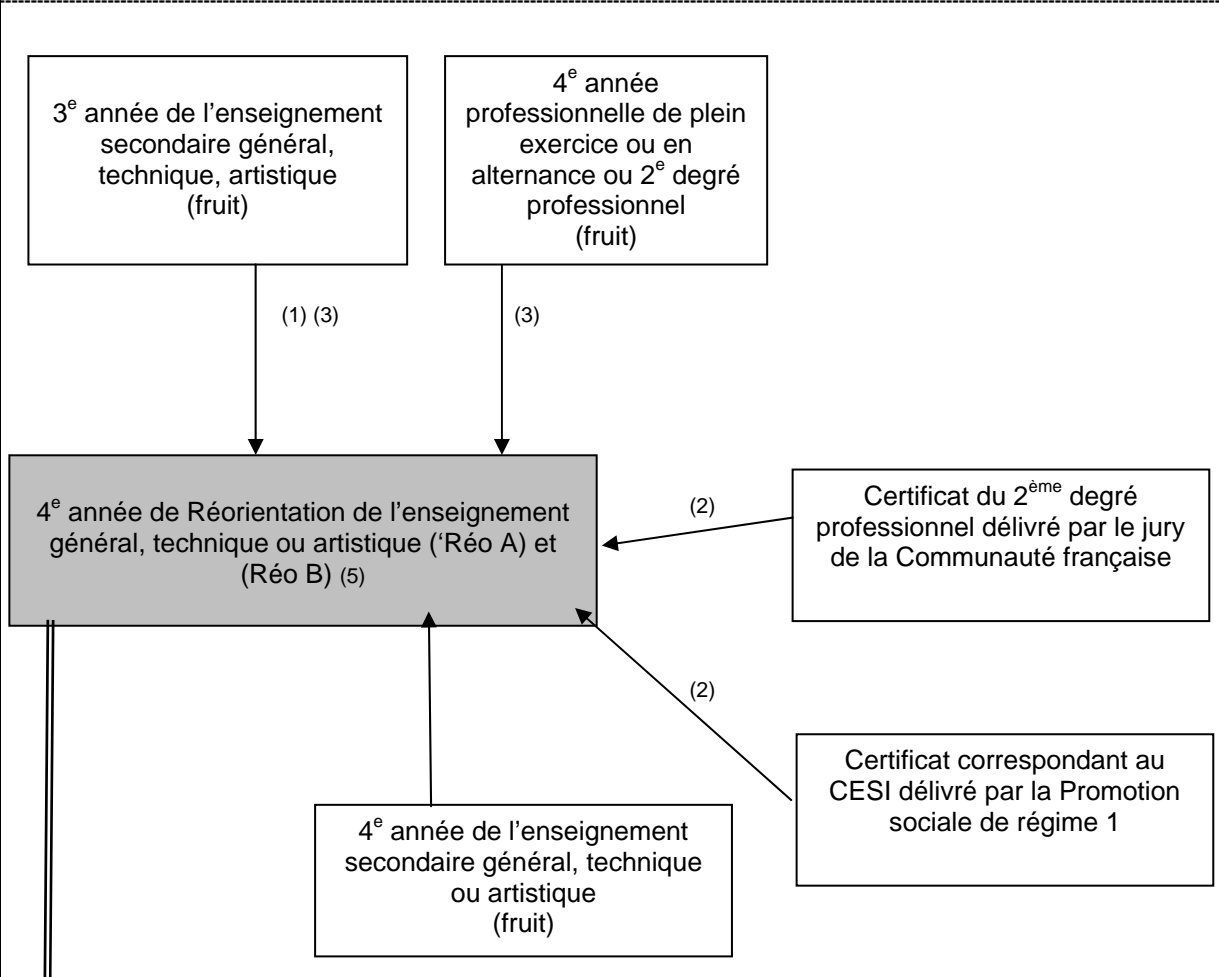 3e année de l’enseignement
secondaire général,
technique, artistique
(fruit)
4e année
professionnelle de plein
exercice ou en
alternance ou 2e degré
professionnel
(fruit)
(1) (3)
(3)
4e année de Réorientation de l’enseignement
général, technique ou artistique (‘Réo A) et
(Réo B) (5)
(2)
Certificat du 2ème degré
professionnel délivré par le jury
de la Communauté française
(2)
Certificat correspondant au
CESI délivré par la Promotion
sociale de régime 1
4e année de l’enseignement
secondaire général, technique
ou artistique
(fruit)